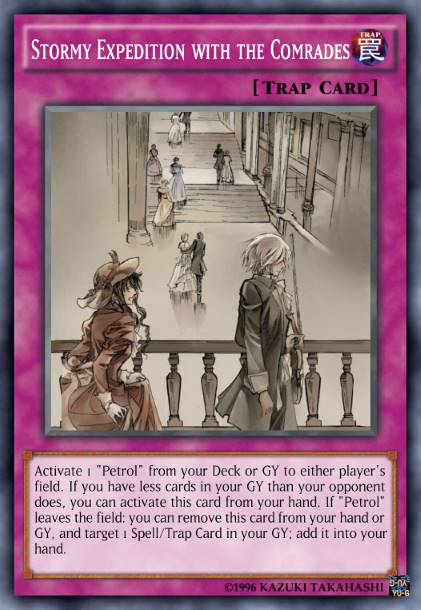 Stormy Expedition with the Comrades
TRAP
罠
[Trap Card]
Activate 1 "Petrol" from your Deck or GY to either player's
field. If you have less cards in your GY than your opponent
does, you can activate this card from your hand. If "Petrol"
leaves the field: you can remove this card from your hand or
GY, and target 1 Spell/Trap Card in your GY; add it into your
hand.
©1996 KAZUKI TAKAHASHI